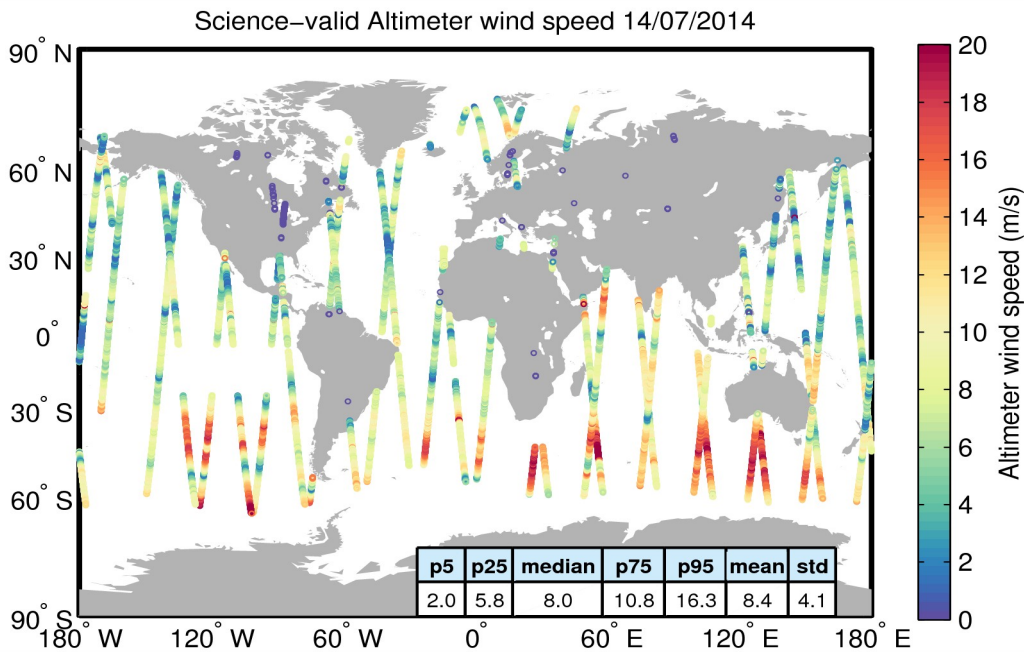 Science−valid Altimeter wind speed 14/07/2014
90° N
60° N
30° N
0°
30° S
60° S
90° S
180° W
120° W
60° W
0°
60° E
120° E
180° E
p5 p25 median p75 p95 mean std
2.0 5.8 8.0 10.8 16.3 8.4 4.1
20
18
16
14
12
10
8
6
4
2
0
Altimeter wind speed (m/s)